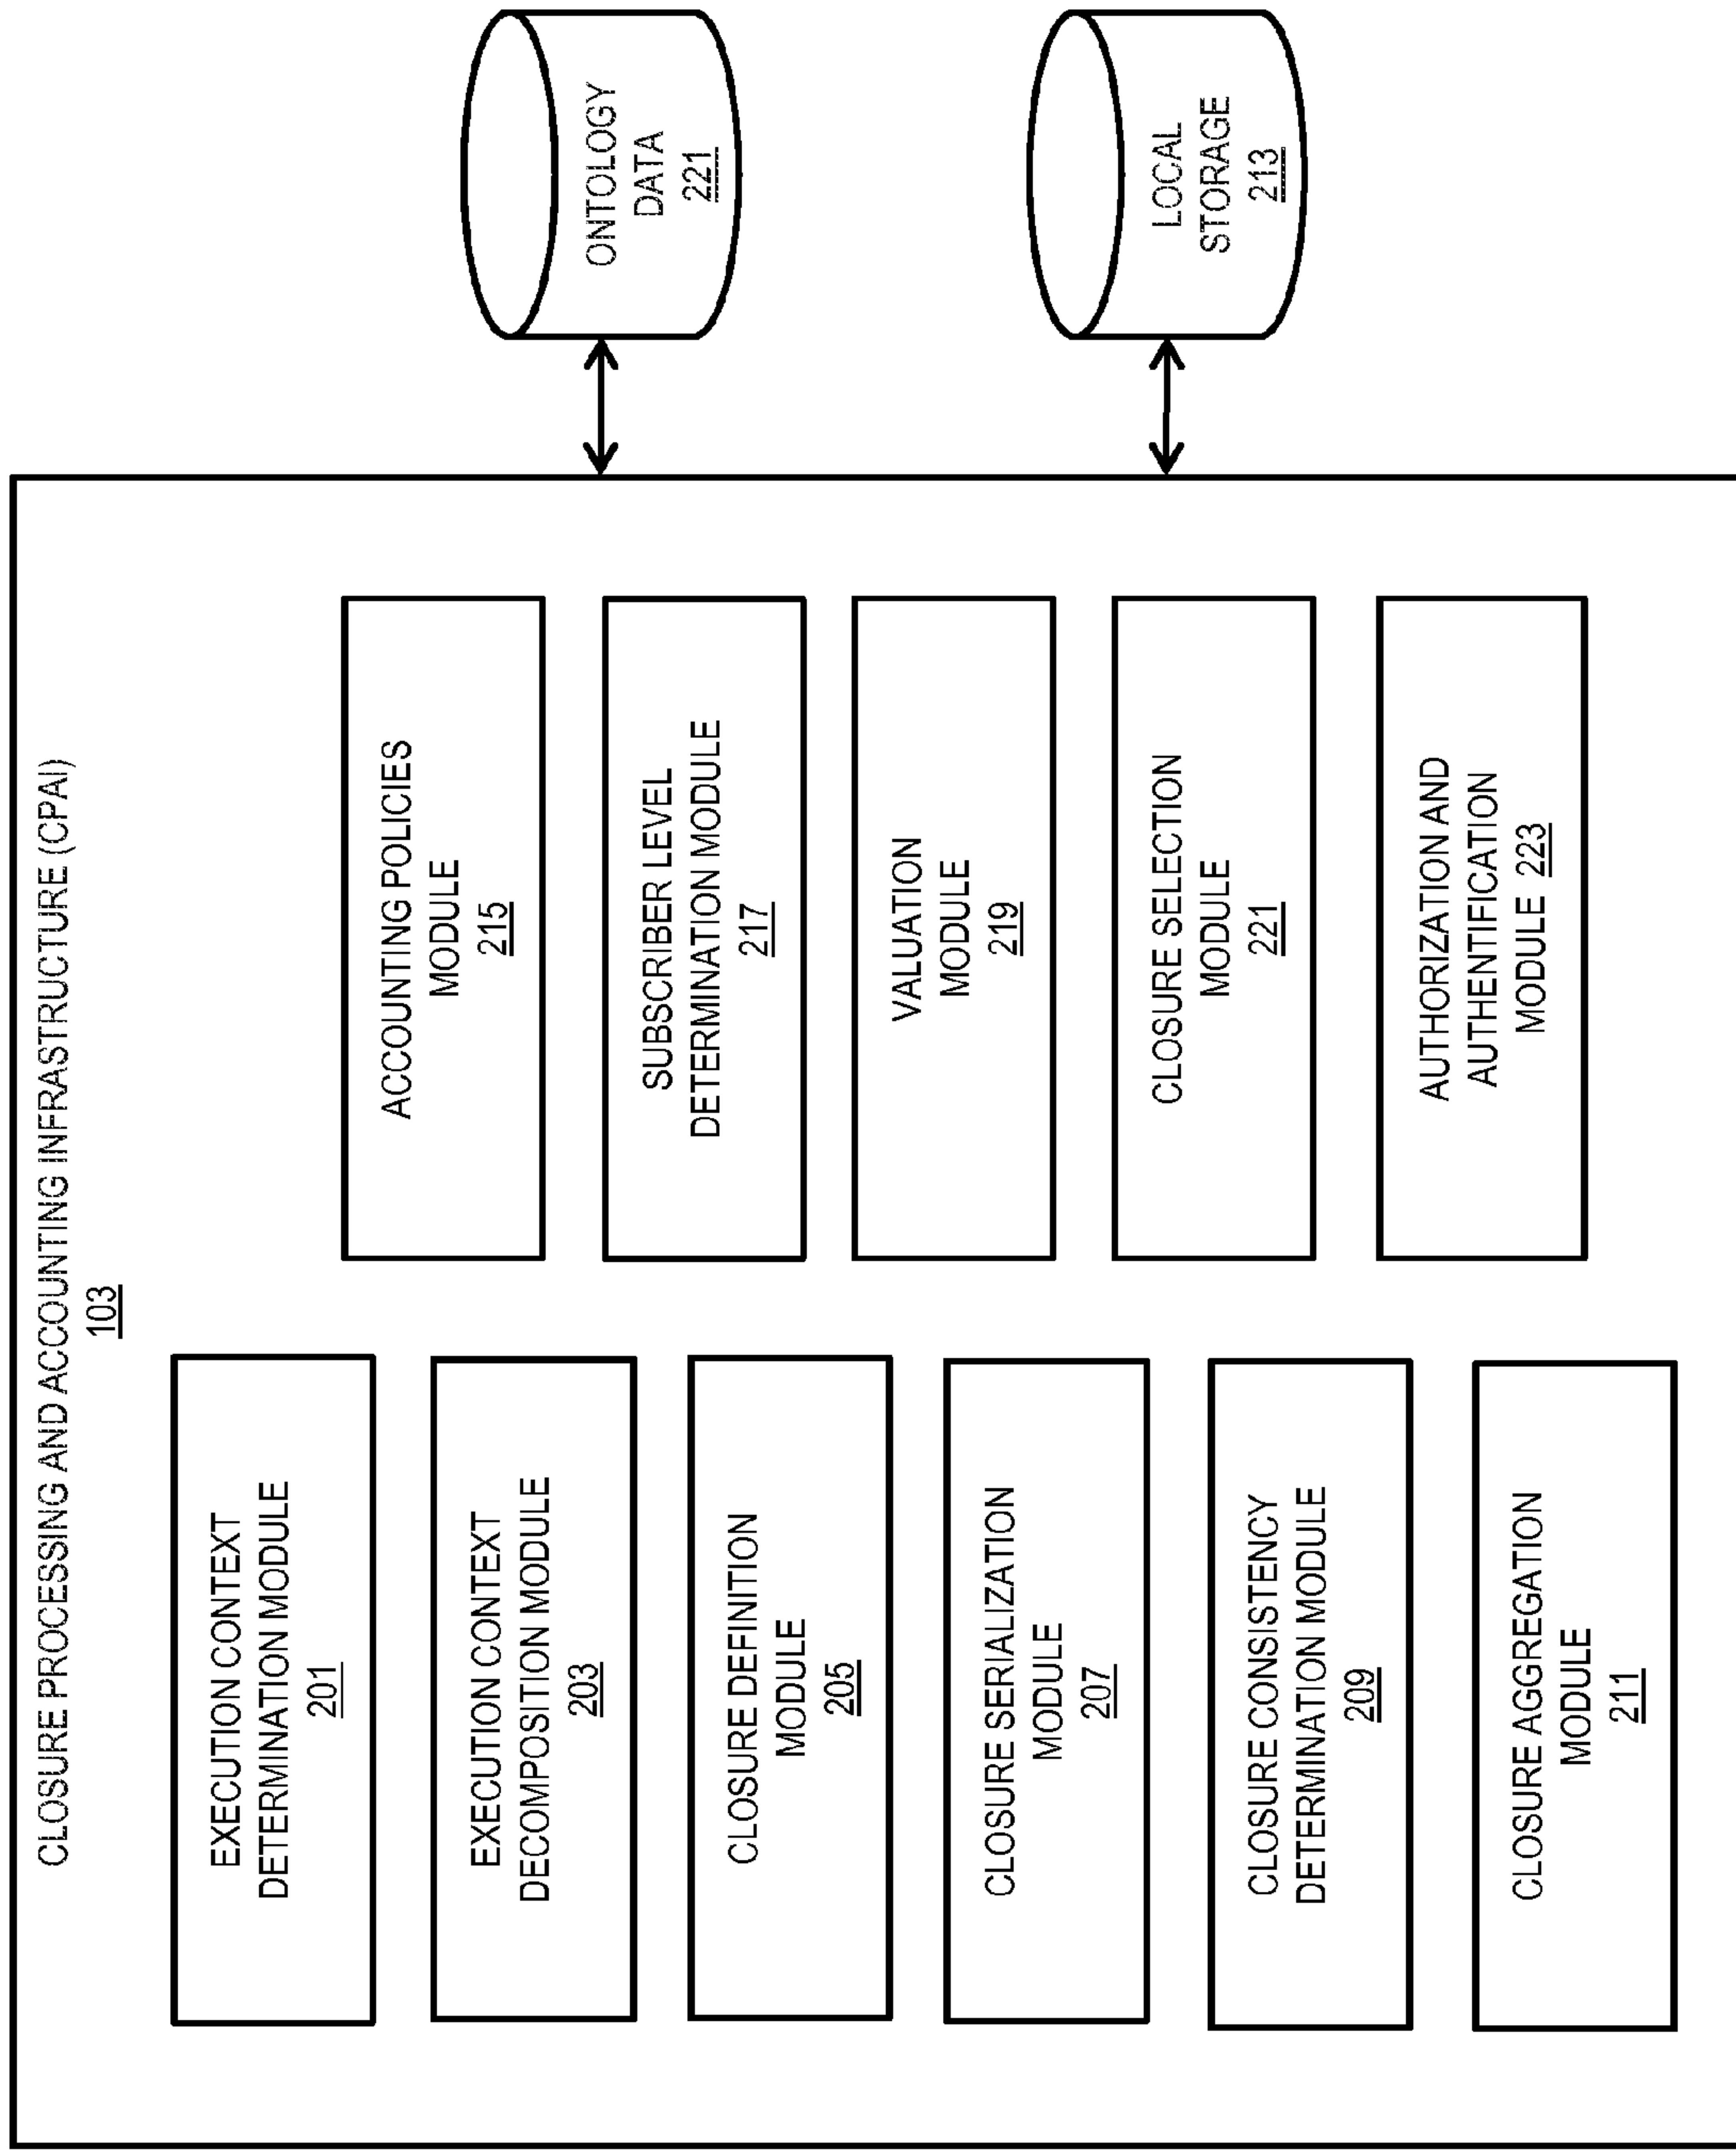 CLOSURE PROCESSING AND ACCOUNTING INFRASTRUCTURE (CPAI)
103
EXECUTION CONTEXT
DETERMINATION MODULE
201
EXECUTION CONTEXT
DECOMPOSITION MODULE
203
CLOSURE DEFINITION
MODULE
205
CLOSURE SERIALIZATION
MODULE
207
CLOSURE CONSISTENCY
DETERMINATION MODULE
209
CLOSURE AGGREGATION
MODULE
211
ACCOUNTING POLICIES
MODULE
215
SUBSCRIBER LEVEL
DETERMINATION MODULE
217
VALUATION
MODULE
219
CLOSURE SELECTION
MODULE
221
AUTHORIZATION AND
AUTHENTIFICATION
MODULE 223
ONTOLOGY
DATA
221
LOCAL
STORAGE
213